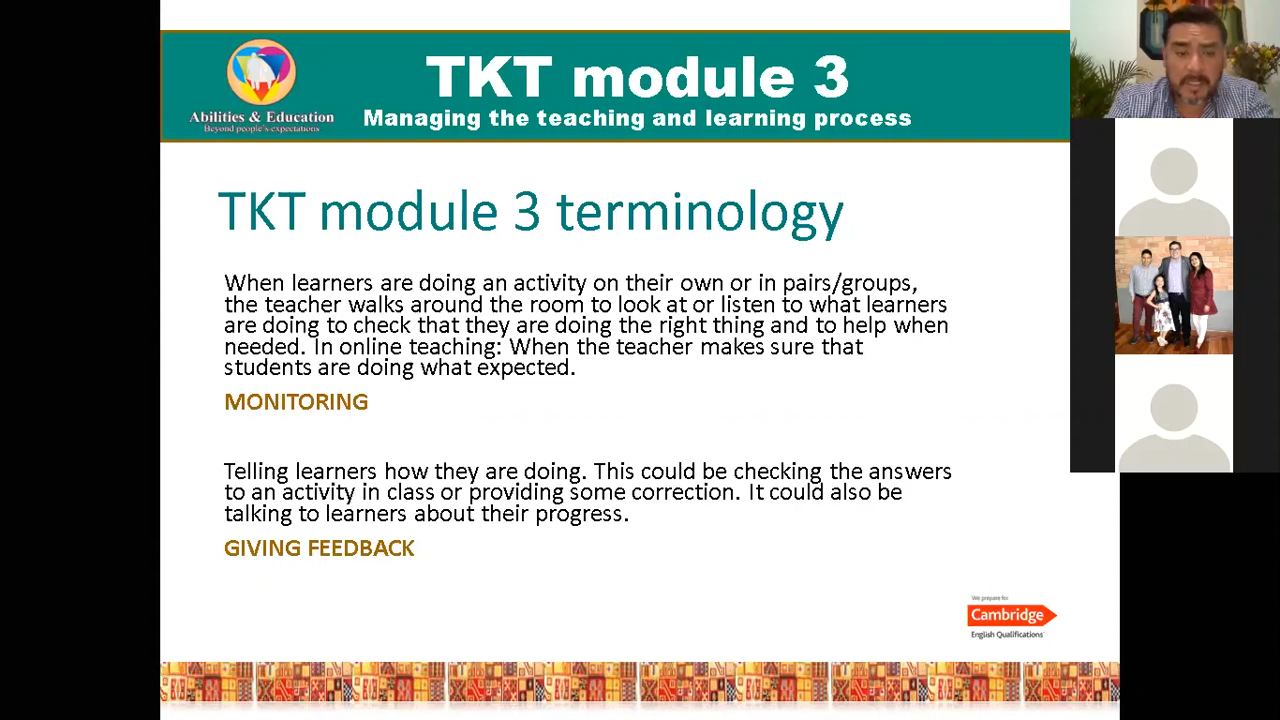 TKT module 3
Managing the teaching and learning process
Abilities & Education
Beyond people's expectations
TKT module 3 terminology
When learners are doing an activity on their own or in pairs/groups,
the teacher walks around the room to look at or listen to what learners
are doing to check that they are doing the right thing and to help when
needed. In online teaching: When the teacher makes sure that
students are doing what expected.
MONITORING
Telling learners how they are doing. This could be checking the answers
to an activity in class or providing some correction. It could also be
talking to learners about their progress.
GIVING FEEDBACK
We prepare for
Cambridge
English Qualifications